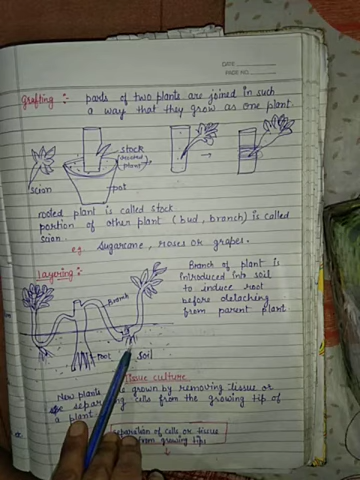 DATE
PAGE NO.
Grafting :- parts of two plants are joined in such
a way that they grow as one plant
stock
(rooted
plant)
scion
pot
rooted plant is called stock
portion of other plant (bud, branch) is called
scion.
e.g. Sugarcane, roses or grapes.
Layering :-
Branch of plant is
introduced into soil
to induce root
before detaching
from parent plant
Branch
root
Soil
Tissue culture
New plants are grown by removing tissue or
separating cells from the growing tip of
a plant.
Separation of cells or tissue
from growing tips